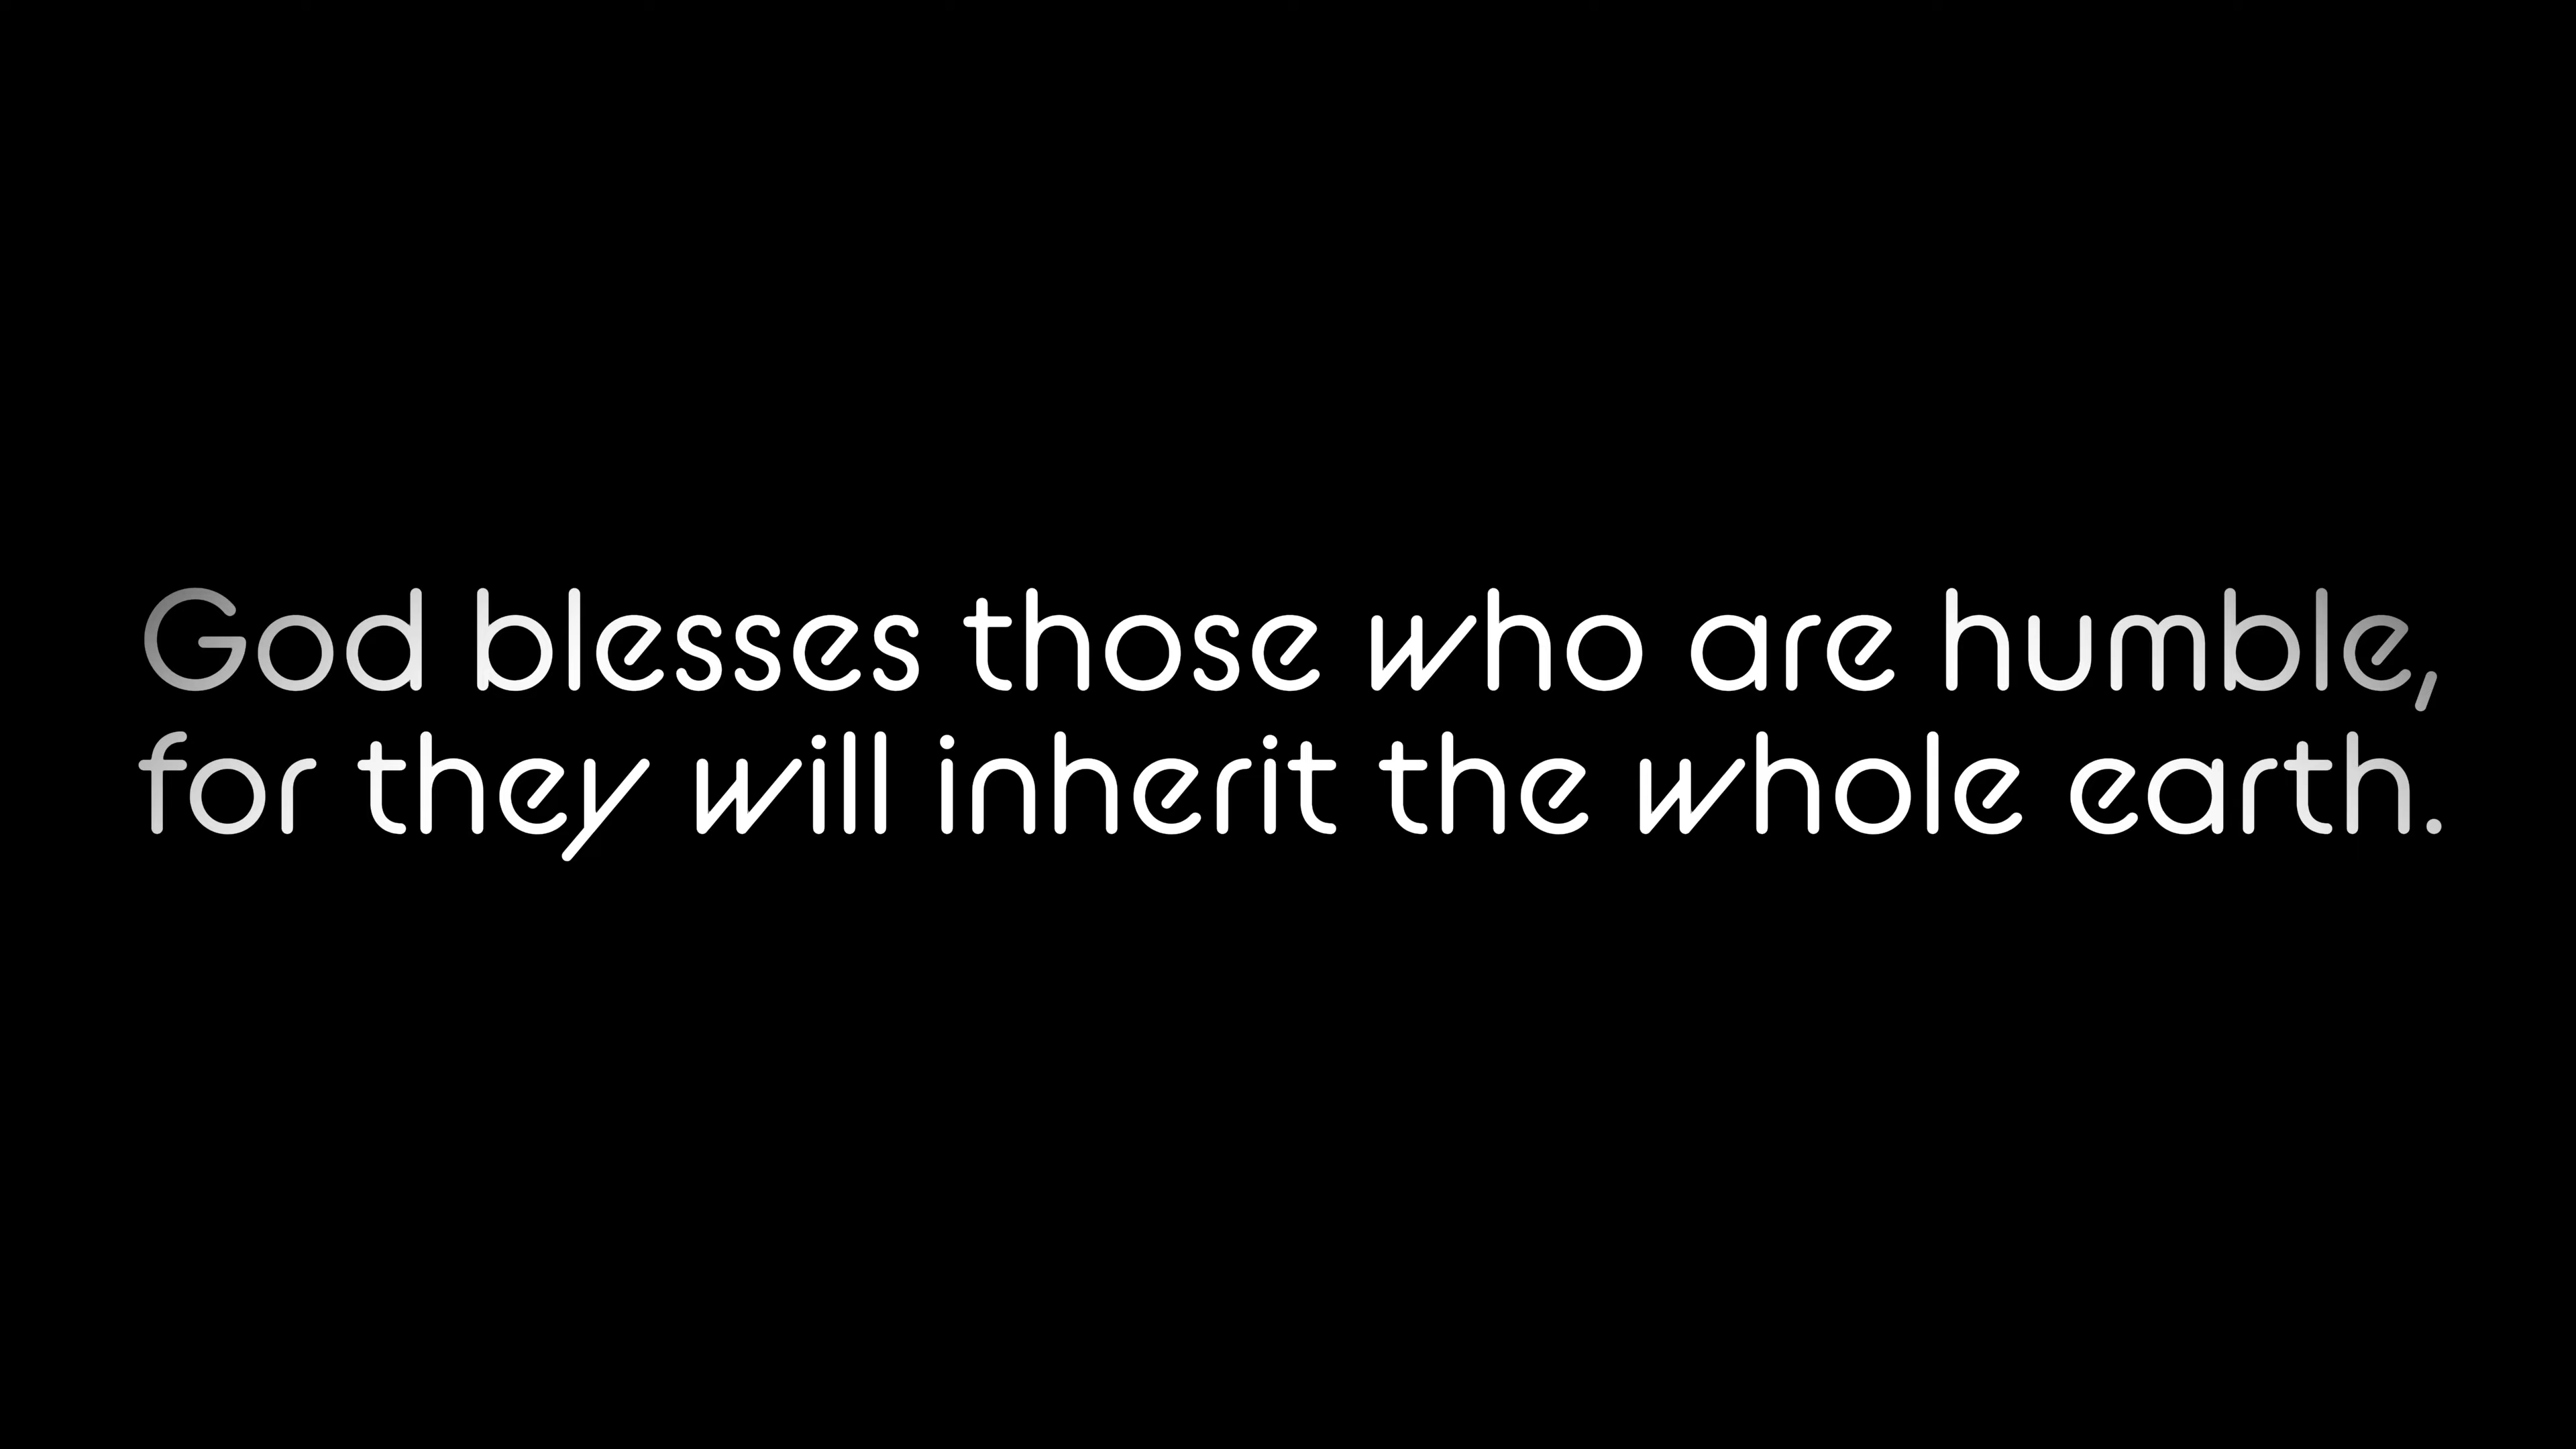 God blesses those who are humble,
for they will inherit the whole earth.